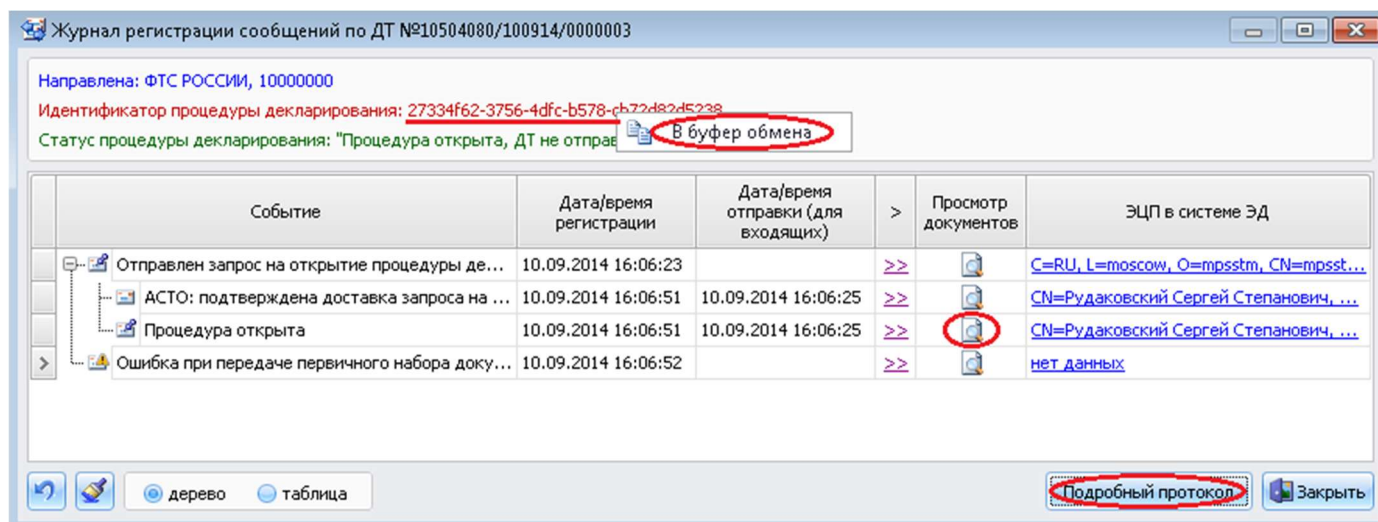 Журнал регистрации сообщений по ДТ №10504080/100914/0000003
Направлена: ФТС РОССИИ, 10000000
Идентификатор процедуры декларирования: 27334f62-3756-4dfc-b578-cb72d82d5238
Статус процедуры декларирования: "Процедура открыта, ДТ не отправ
В буфер обмена
Событие
Дата/время
регистрации
Дата/время
отправки (для
входящих)
>
Просмотр
документов
ЭЦП в системе ЭД
Отправлен запрос на открытие процедуры де... 10.09.2014 16:06:23 >> C=RU, L=moscow, O=mpsstm, CN=mpsst...
АСТО: подтверждена доставка запроса на ... 10.09.2014 16:06:51 10.09.2014 16:06:25 >> CN=Рудаковский Сергей Степанович, ...
Процедура открыта 10.09.2014 16:06:51 10.09.2014 16:06:25 >> CN=Рудаковский Сергей Степанович, ...
Ошибка при передаче первичного набора доку... 10.09.2014 16:06:52 >> нет данных
дерево таблица Подробный протокол Закрыть